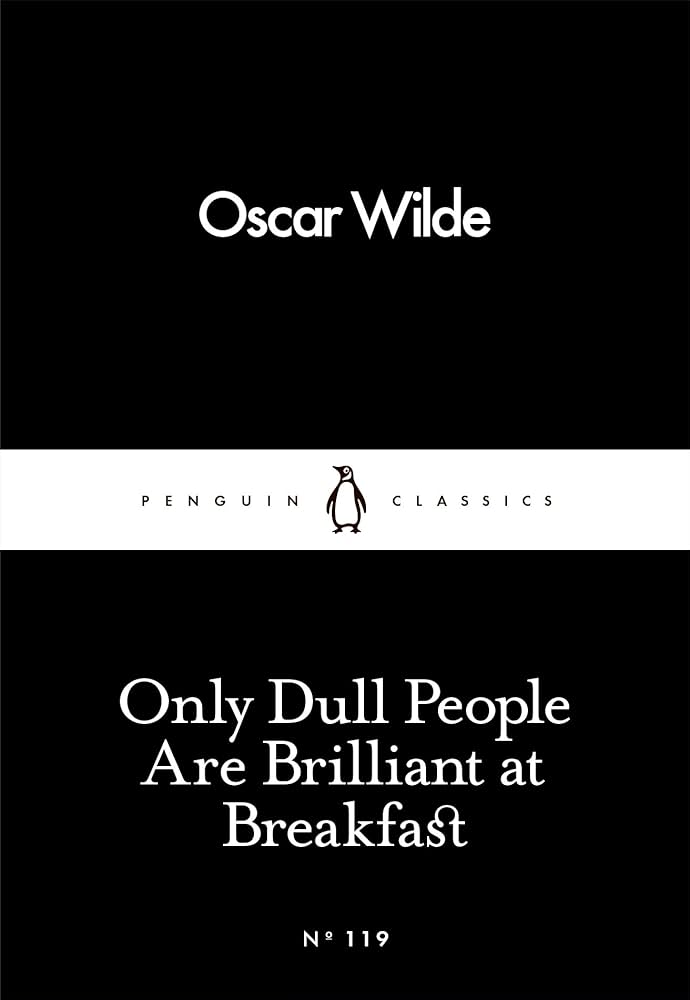 Oscar Wilde
PENGUIN CLASSICS
Only Dull People
Are Brilliant at
Breakfast
Nº 119